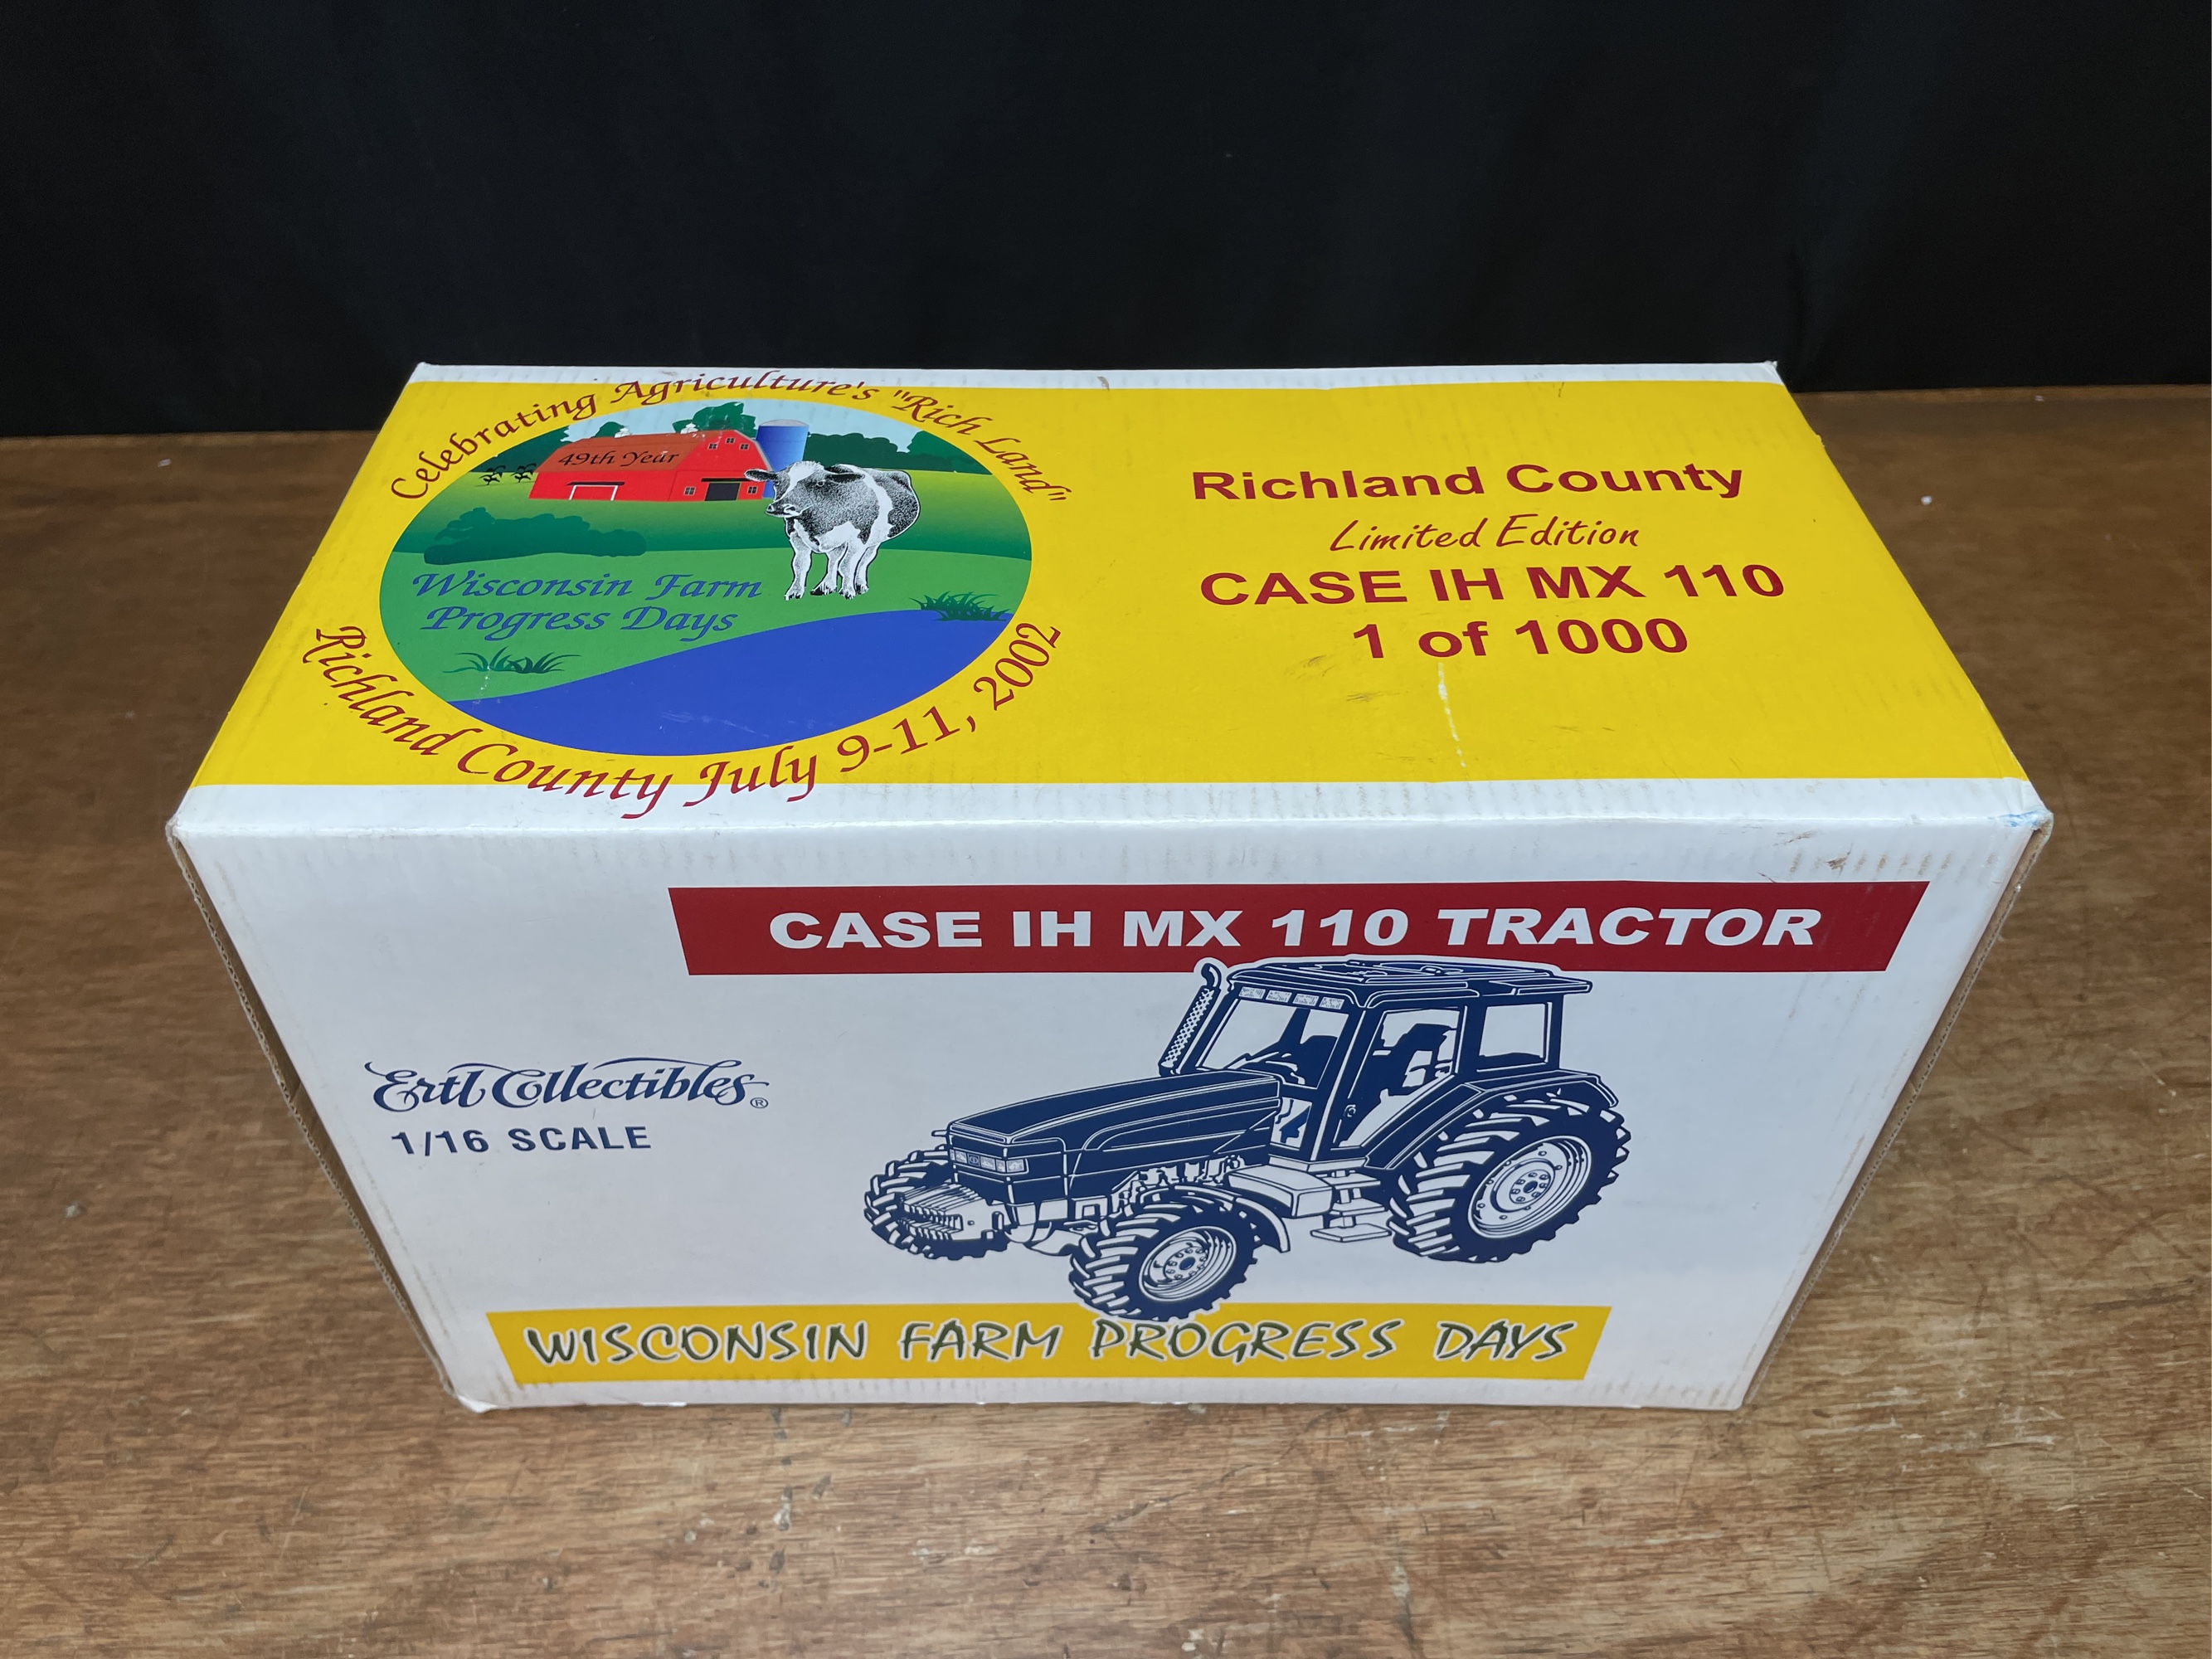 Celebrating Agriculture's "Rich Land"
49th Year
Wisconsin Farm
Progress Days
Richland County July 9-11, 2002
Richland County
Limited Edition
CASE IH MX 110
1 of 1000
CASE IH MX 110 TRACTOR
Ertl Collectibles®
1/16 SCALE
WISCONSIN FARM PROGRESS DAYS